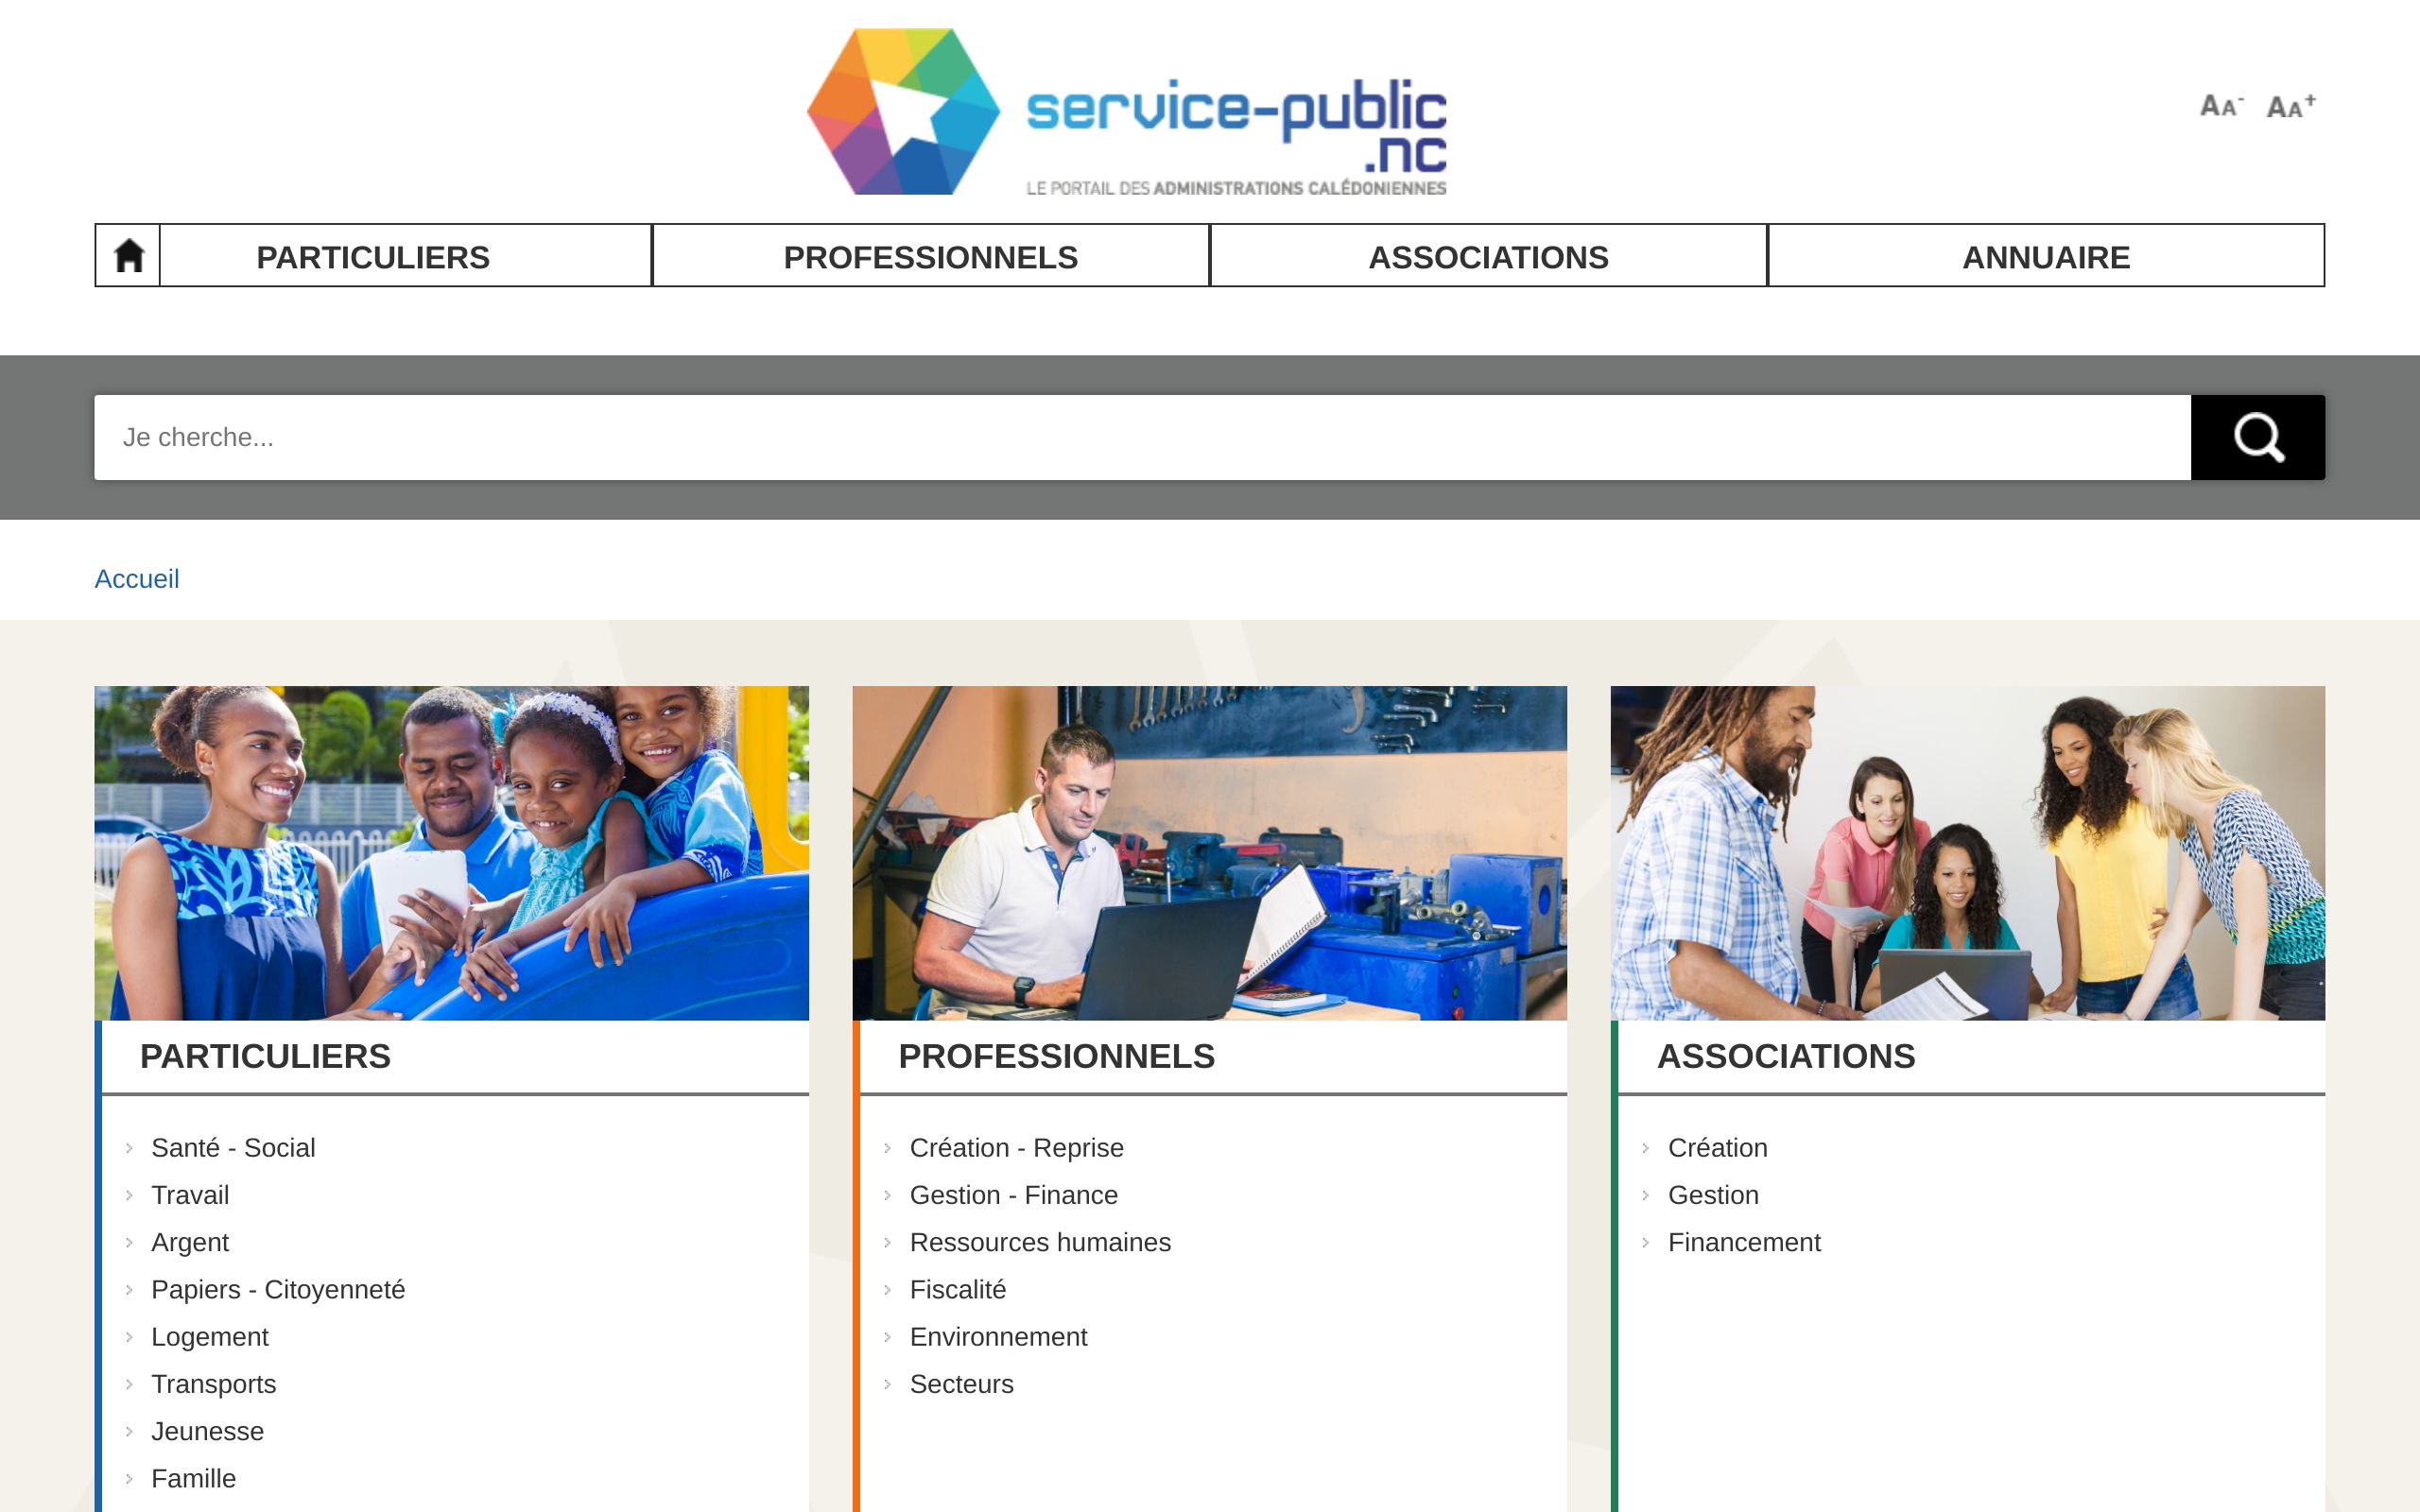 service-public
.nc
LE PORTAIL DES ADMINISTRATIONS CALÉDONIENNES
AA- AA+
PARTICULIERS
PROFESSIONNELS
ASSOCIATIONS
ANNUAIRE
Je cherche...
Accueil
PARTICULIERS
Santé - Social
Travail
Argent
Papiers - Citoyenneté
Logement
Transports
Jeunesse
Famille
PROFESSIONNELS
Création - Reprise
Gestion - Finance
Ressources humaines
Fiscalité
Environnement
Secteurs
ASSOCIATIONS
Création
Gestion
Financement